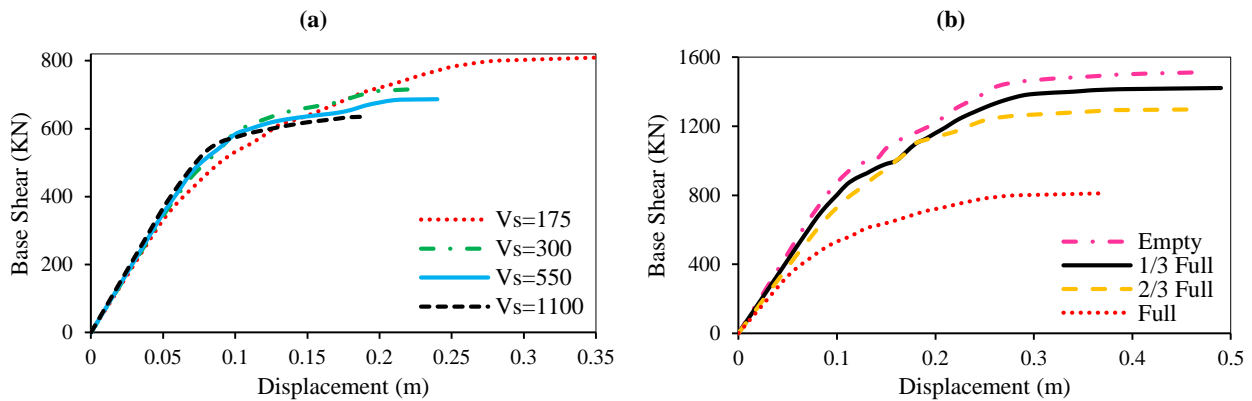 (a)
Base Shear (KN)
800
600
400
200
0
0 0.05 0.1 0.15 0.2 0.25 0.3 0.35
Displacement (m)
Vs=175
Vs=300
Vs=550
Vs=1100
(b)
Base Shear (KN)
1600
1200
800
400
0
0 0.1 0.2 0.3 0.4 0.5
Displacement (m)
Empty
1/3 Full
2/3 Full
Full